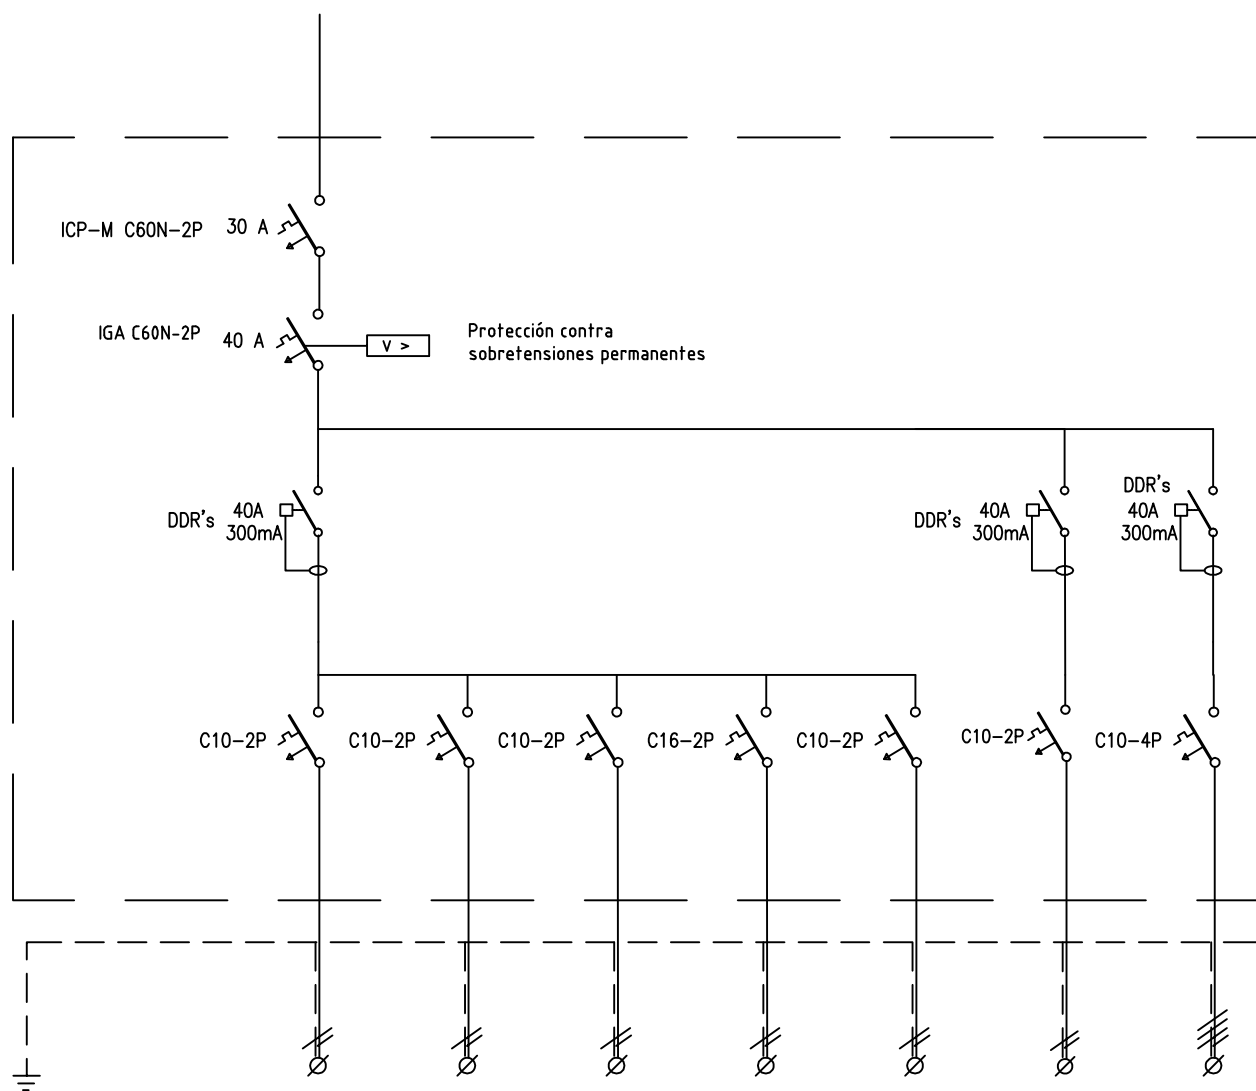 ICP-M C60N-2P 30 A
IGA C60N-2P 40 A
V >
Protección contra
sobretensiones permanentes
DDR's 40A
300mA
DDR's 40A
300mA
DDR's
40A
300mA
C10-2P
C10-2P
C10-2P
C16-2P
C10-2P
C10-2P
C10-4P